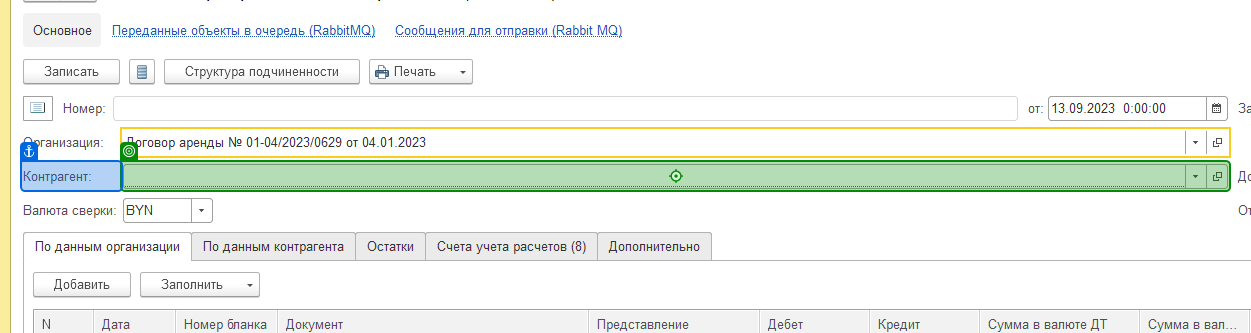 Основное Переданные объекты в очередь (RabbitMQ) Сообщения для отправки (Rabbit MQ)
Записать Структура подчиненности Печать
Номер: от: 13.09.2023 0:00:00 За
Организация: Договор аренды № 01-04/2023/0629 от 04.01.2023
Контрагент: До
Валюта сверки: BYN От
По данным организации По данным контрагента Остатки Счета учета расчетов (8) Дополнительно
Добавить Заполнить
N Дата Номер бланка Документ Представление Дебет Кредит Сумма в валюте ДТ Сумма в вал...